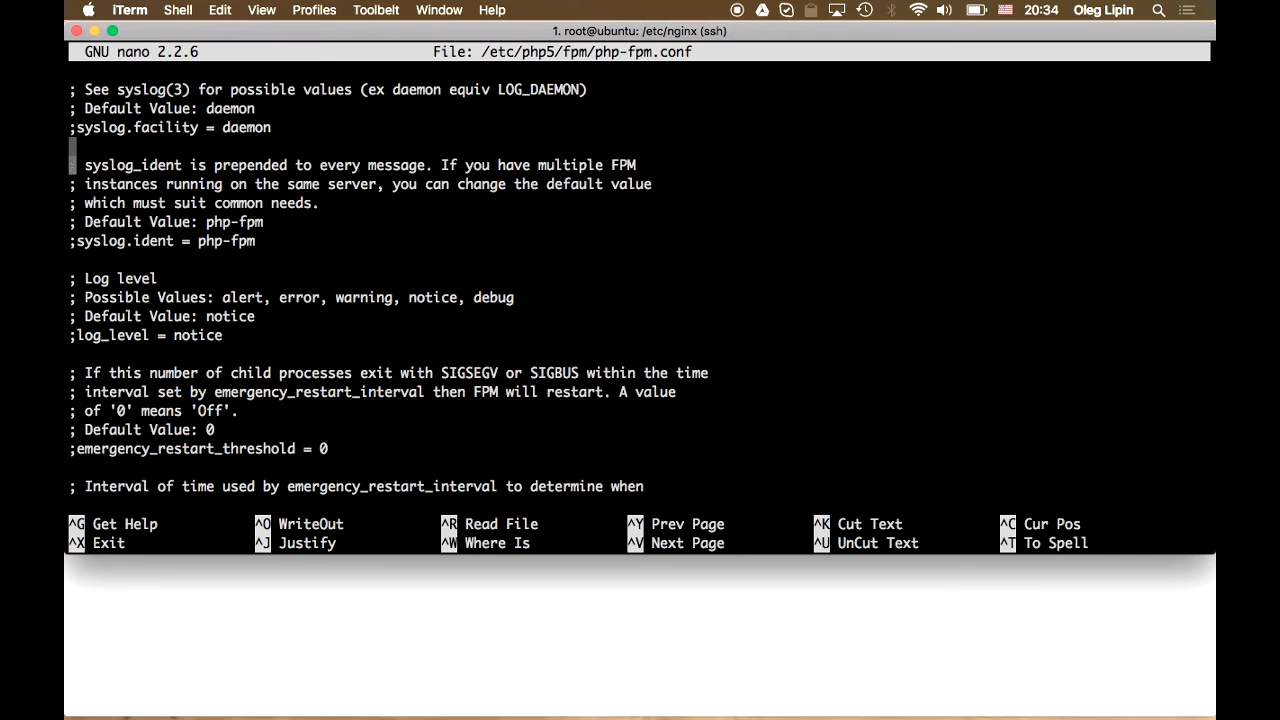 iTerm Shell Edit View Profiles Toolbelt Window Help 20:34 Oleg Lipin
1. root@ubuntu: /etc/nginx (ssh)
GNU nano 2.2.6 File: /etc/php5/fpm/php-fpm.conf
; See syslog(3) for possible values (ex daemon equiv LOG_DAEMON)
; Default Value: daemon
;syslog.facility = daemon
; syslog_ident is prepended to every message. If you have multiple FPM
; instances running on the same server, you can change the default value
; which must suit common needs.
; Default Value: php-fpm
;syslog.ident = php-fpm
; Log level
; Possible Values: alert, error, warning, notice, debug
; Default Value: notice
;log_level = notice
; If this number of child processes exit with SIGSEGV or SIGBUS within the time
; interval set by emergency_restart_interval then FPM will restart. A value
; of '0' means 'Off'.
; Default Value: 0
;emergency_restart_threshold = 0
; Interval of time used by emergency_restart_interval to determine when
^G Get Help ^O WriteOut ^R Read File ^Y Prev Page ^K Cut Text ^C Cur Pos
^X Exit ^J Justify ^W Where Is ^V Next Page ^U UnCut Text ^T To Spell